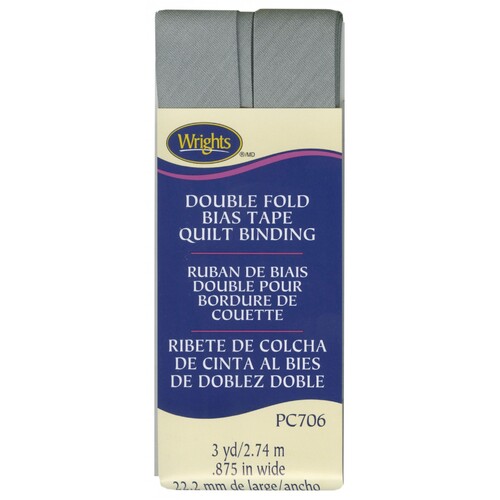 Wrights
®/MD
DOUBLE FOLD
BIAS TAPE
QUILT BINDING
RUBAN DE BIAIS
DOUBLE POUR
BORDURE DE
COUETTE
RIBETE DE COLCHA
DE CINTA AL BIES
DE DOBLEZ DOBLE
PC706
3 yd/2.74 m
.875 in wide
22.2 mm de large/ancho